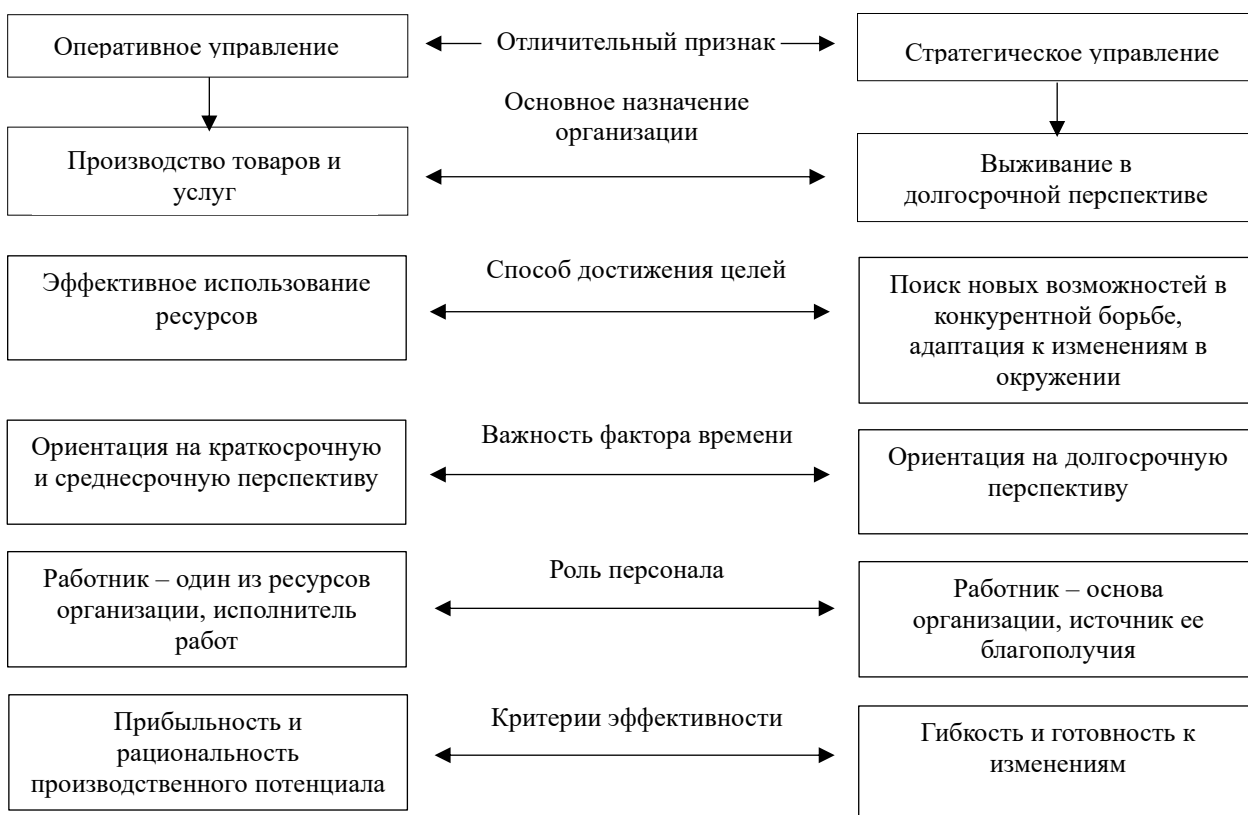 Оперативное управление
Отличительный признак
Стратегическое управление
Основное назначение
организации
Производство товаров и
услуг
Выживание в
долгосрочной перспективе
Эффективное использование
ресурсов
Способ достижения целей
Поиск новых возможностей в
конкурентной борьбе,
адаптация к изменениям в
окружении
Ориентация на краткосрочную
и среднесрочную перспективу
Важность фактора времени
Ориентация на долгосрочную
перспективу
Работник – один из ресурсов
организации, исполнитель
работ
Роль персонала
Работник – основа
организации, источник ее
благополучия
Прибыльность и
рациональность
производственного потенциала
Критерии эффективности
Гибкость и готовность к
изменениям